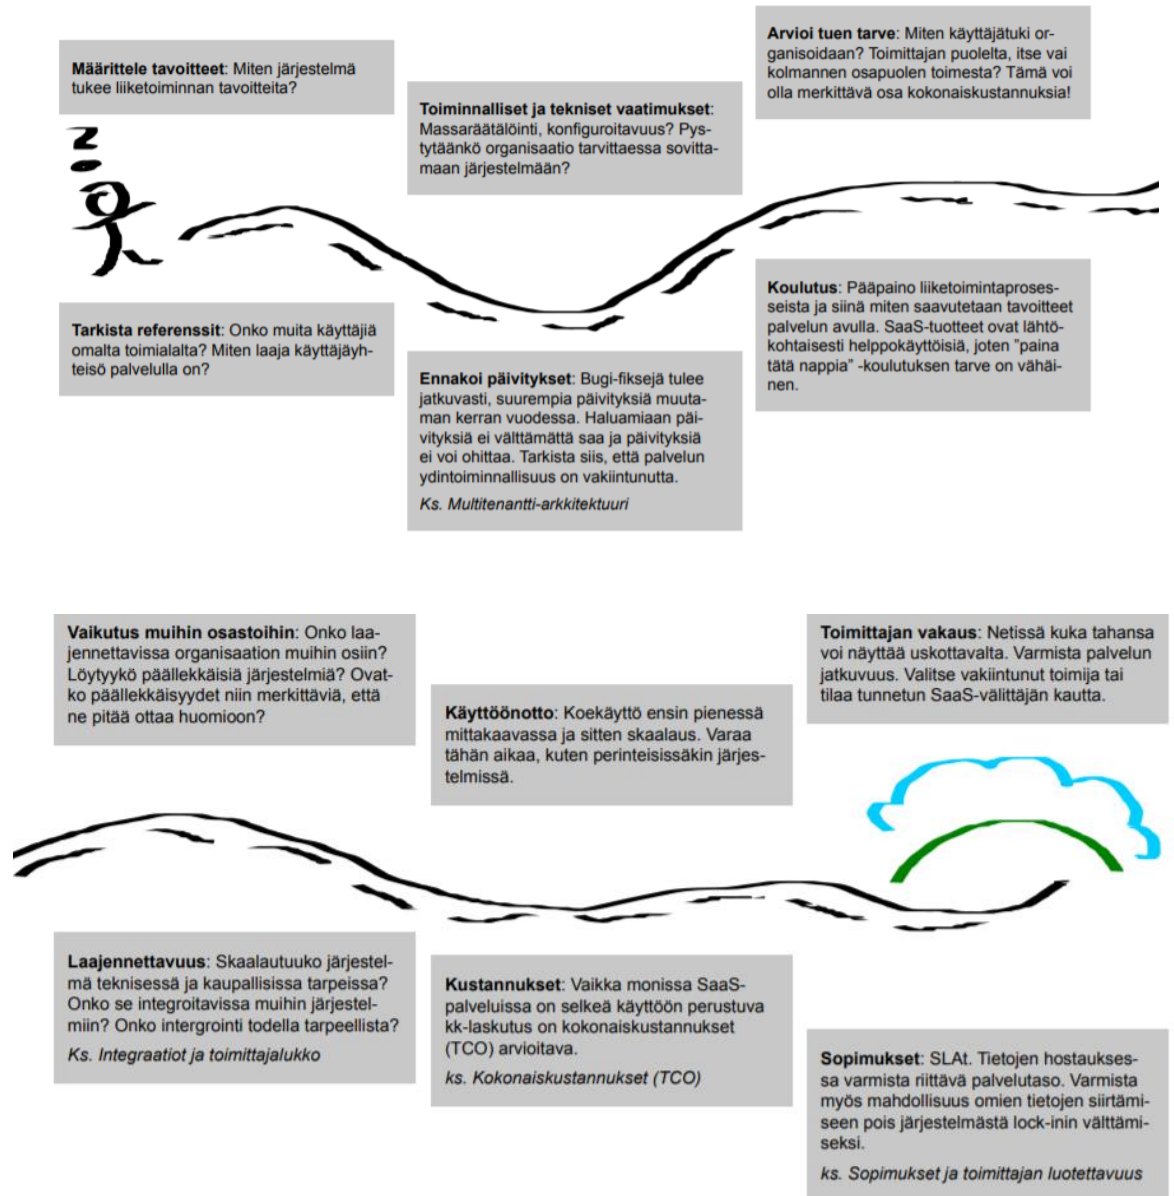 Määrittele tavoitteet: Miten järjestelmä
tukee liiketoiminnan tavoitteita?
Toiminnalliset ja tekniset vaatimukset:
Massaräätälöinti, konfiguroitavuus? Pys-
tytäänkö organisaatio tarvittaessa sovitta-
maan järjestelmään?
Arvioi tuen tarve: Miten käyttäjätuki or-
ganisoidaan? Toimittajan puolelta, itse vai
kolmannen osapuolen toimesta? Tämä voi
olla merkittävä osa kokonaiskustannuksia!
Tarkista referenssit: Onko muita käyttäjiä
omalta toimialalta? Miten laaja käyttäjäyh-
teisö palvelulla on?
Ennakoi päivitykset: Bugi-fiksejä tulee
jatkuvasti, suurempia päivityksiä muuta-
man kerran vuodessa. Haluamiaan päi-
vityksiä ei välttämättä saa ja päivityksiä
ei voi ohittaa. Tarkista siis, että palvelun
ydintoiminnallisuus on vakiintunutta.
Ks. Multitenantti-arkkitektuuri
Koulutus: Pääpaino liiketoimintaproses-
seista ja siinä miten saavutetaan tavoitteet
palvelun avulla. SaaS-tuotteet ovat lähtö-
kohtaisesti helppokäyttöisiä, joten ”paina
tätä nappia” -koulutuksen tarve on vähäi-
nen.
Vaikutus muihin osastoihin: Onko laa-
jennettavissa organisaation muihin osiin?
Löytyykö päällekkäisiä järjestelmiä? Ovat-
ko päällekkäisyydet niin merkittäviä, että
ne pitää ottaa huomioon?
Käyttöönotto: Koekäyttö ensin pienessä
mittakaavassa ja sitten skaalaus. Varaa
tähän aikaa, kuten perinteisissäkin järjes-
telmissä.
Toimittajan vakaus: Netissä kuka tahansa
voi näyttää uskottavalta. Varmista palvelun
jatkuvuus. Valitse vakiintunut toimija tai
tilaa tunnetun SaaS-välittäjän kautta.
Laajennettavuus: Skaalautuuko järjestel-
mä teknisessä ja kaupallisissa tarpeissa?
Onko se integroitavissa muihin järjestel-
miin? Onko intergrointi todella tarpeellista?
Ks. Integraatiot ja toimittajalukko
Kustannukset: Vaikka monissa SaaS-
palveluissa on selkeä käyttöön perustuva
kk-laskutus on kokonaiskustannukset
(TCO) arvioitava.
ks. Kokonaiskustannukset (TCO)
Sopimukset: SLAt. Tietojen hostaukses-
sa varmista riittävä palvelutaso. Varmista
myös mahdollisuus omien tietojen siirtämi-
seen pois järjestelmästä lock-inin välttämi-
seksi.
ks. Sopimukset ja toimittajan luotettavuus